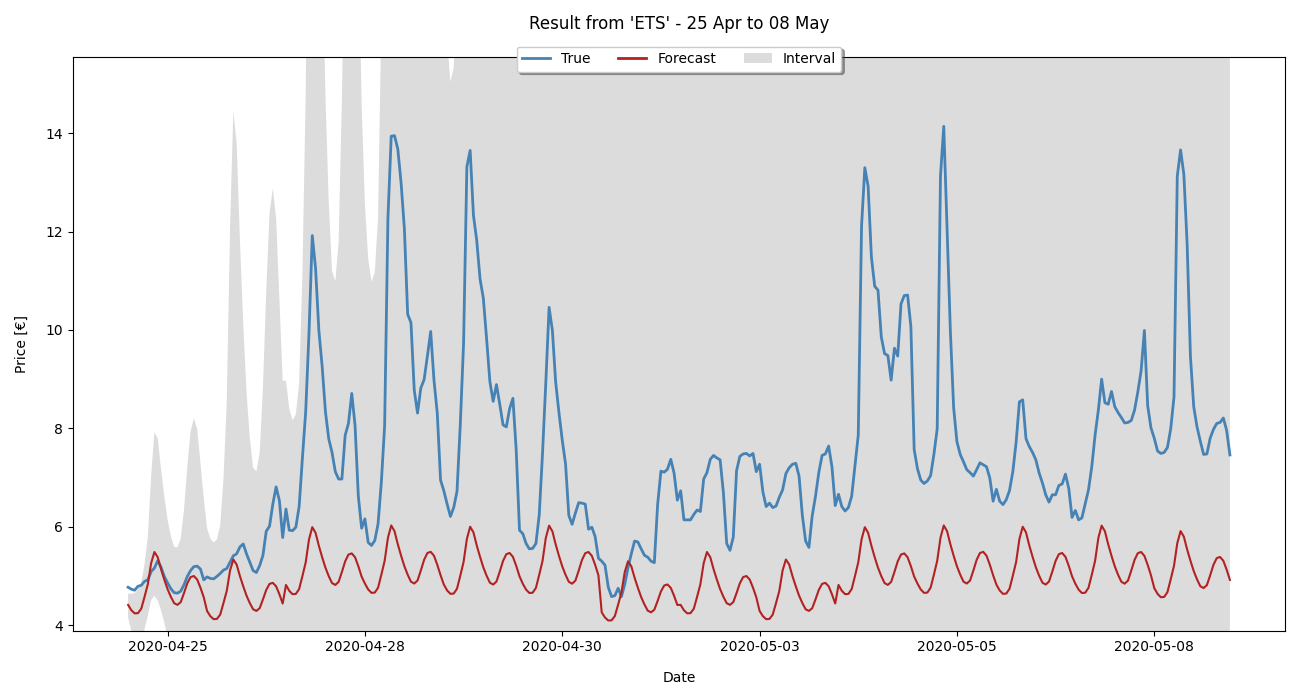 Result from 'ETS' - 25 Apr to 08 May
True Forecast Interval
14
12
10
8
6
4
Price [€]
2020-04-25 2020-04-28 2020-04-30 2020-05-03 2020-05-05 2020-05-08
Date